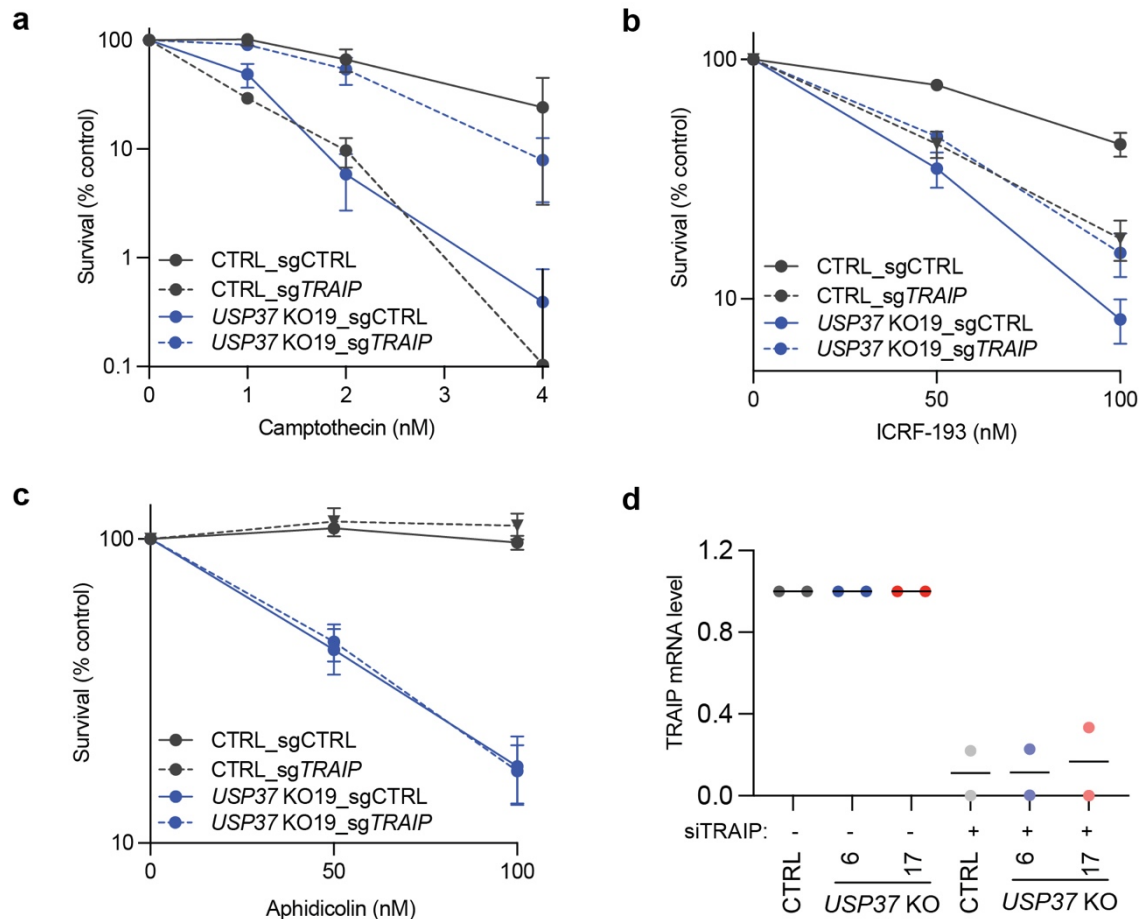 a
Survival (% control)
100
10
1
0.1
CTRL_sgCTRL
CTRL_sgTRAIP
USP37 KO19_sgCTRL
USP37 KO19_sgTRAIP
0 1 2 3 4
Camptothecin (nM)
b
Survival (% control)
100
10
CTRL_sgCTRL
CTRL_sgTRAIP
USP37 KO19_sgCTRL
USP37 KO19_sgTRAIP
0 50 100
ICRF-193 (nM)
c
Survival (% control)
100
10
CTRL_sgCTRL
CTRL_sgTRAIP
USP37 KO19_sgCTRL
USP37 KO19_sgTRAIP
0 50 100
Aphidicolin (nM)
d
TRAIP mRNA level
1.2
0.8
0.4
0.0
siTRAIP: - - - + + +
CTRL 6 17 CTRL 6 17
USP37 KO USP37 KO